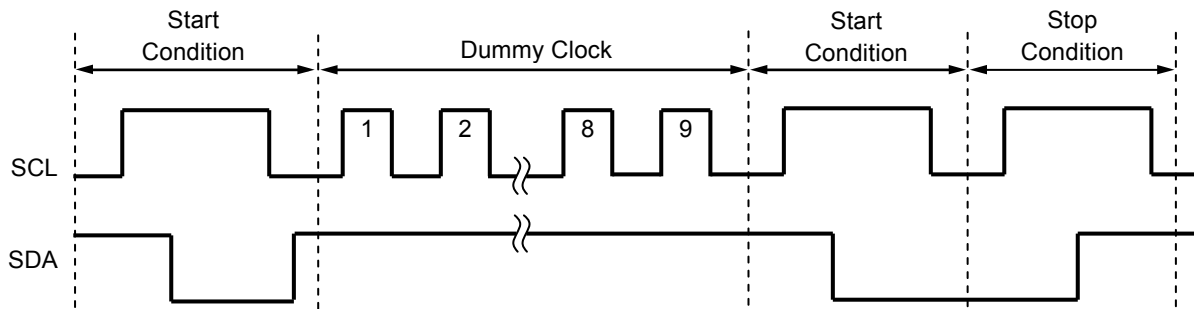 Start
Condition
Dummy Clock
Start
Condition
Stop
Condition
1 2 8 9
SCL
SDA